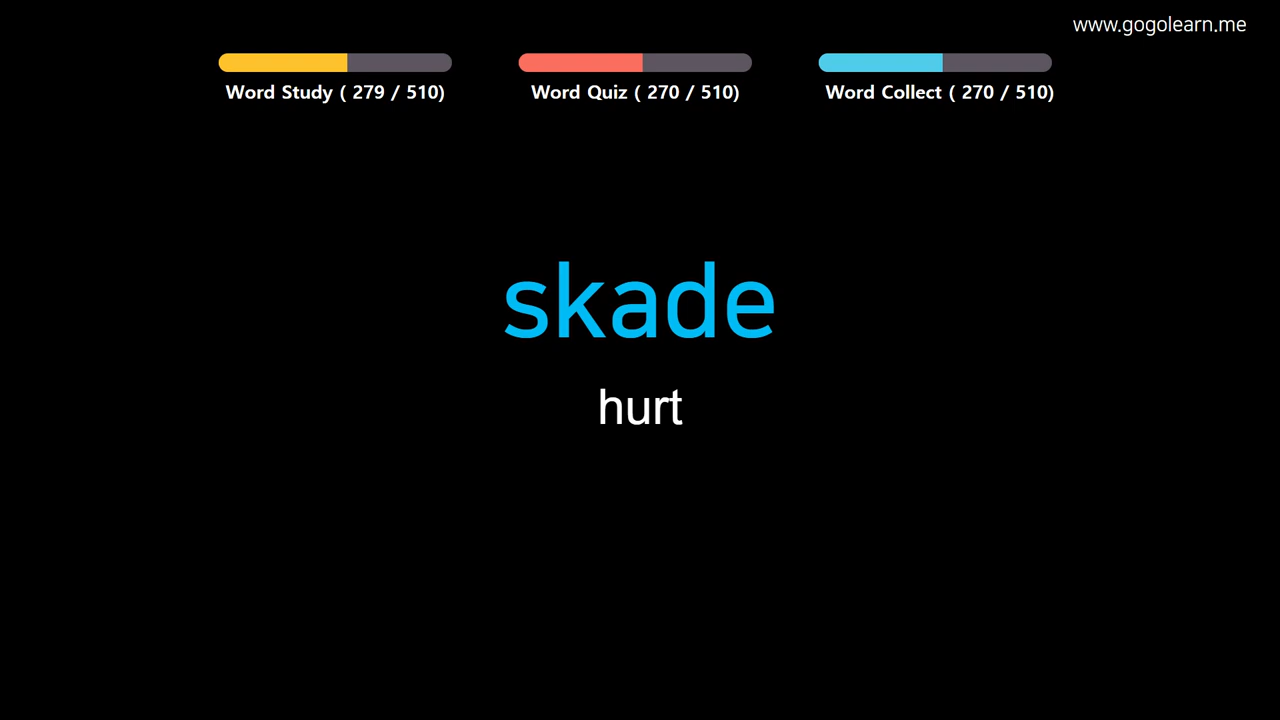 www.gogolearn.me
Word Study ( 279 / 510)
Word Quiz ( 270 / 510)
Word Collect ( 270 / 510)
skade
hurt